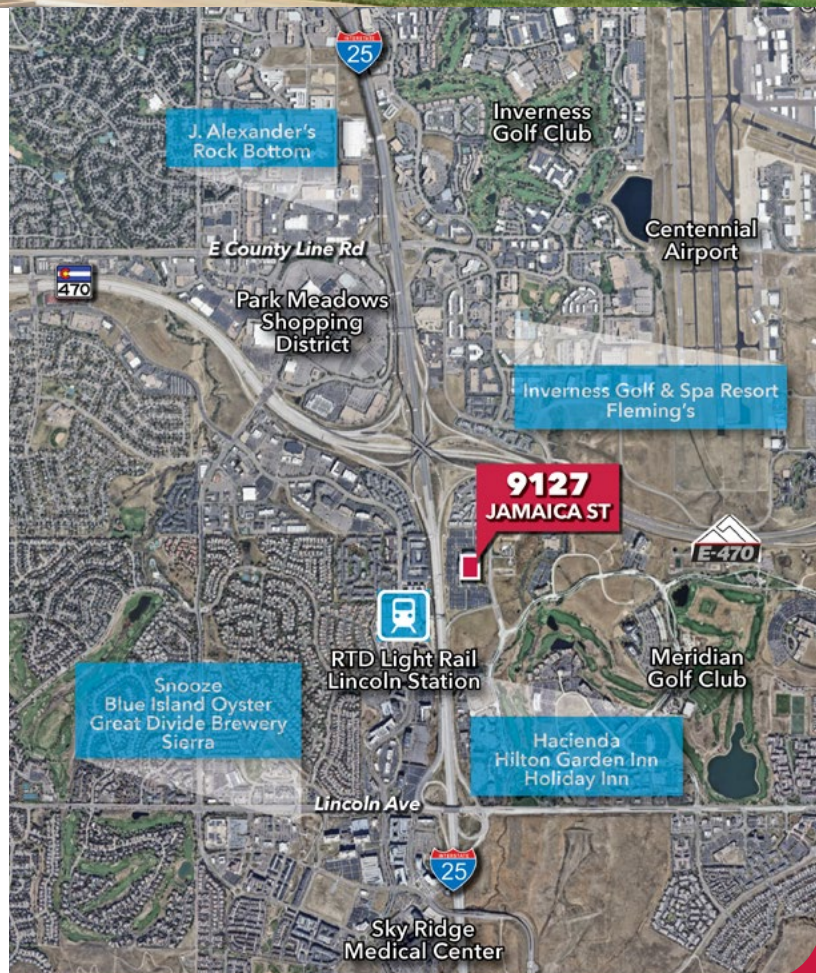 INTERSTATE
25
J. Alexander's
Rock Bottom
Inverness
Golf Club
Centennial
Airport
E County Line Rd
470
Park Meadows
Shopping
District
Inverness Golf & Spa Resort
Fleming's
9127
JAMAICA ST
E-470
RTD Light Rail
Lincoln Station
Meridian
Golf Club
Snooze
Blue Island Oyster
Great Divide Brewery
Sierra
Hacienda
Hilton Garden Inn
Holiday Inn
Lincoln Ave
INTERSTATE
25
Sky Ridge
Medical Center